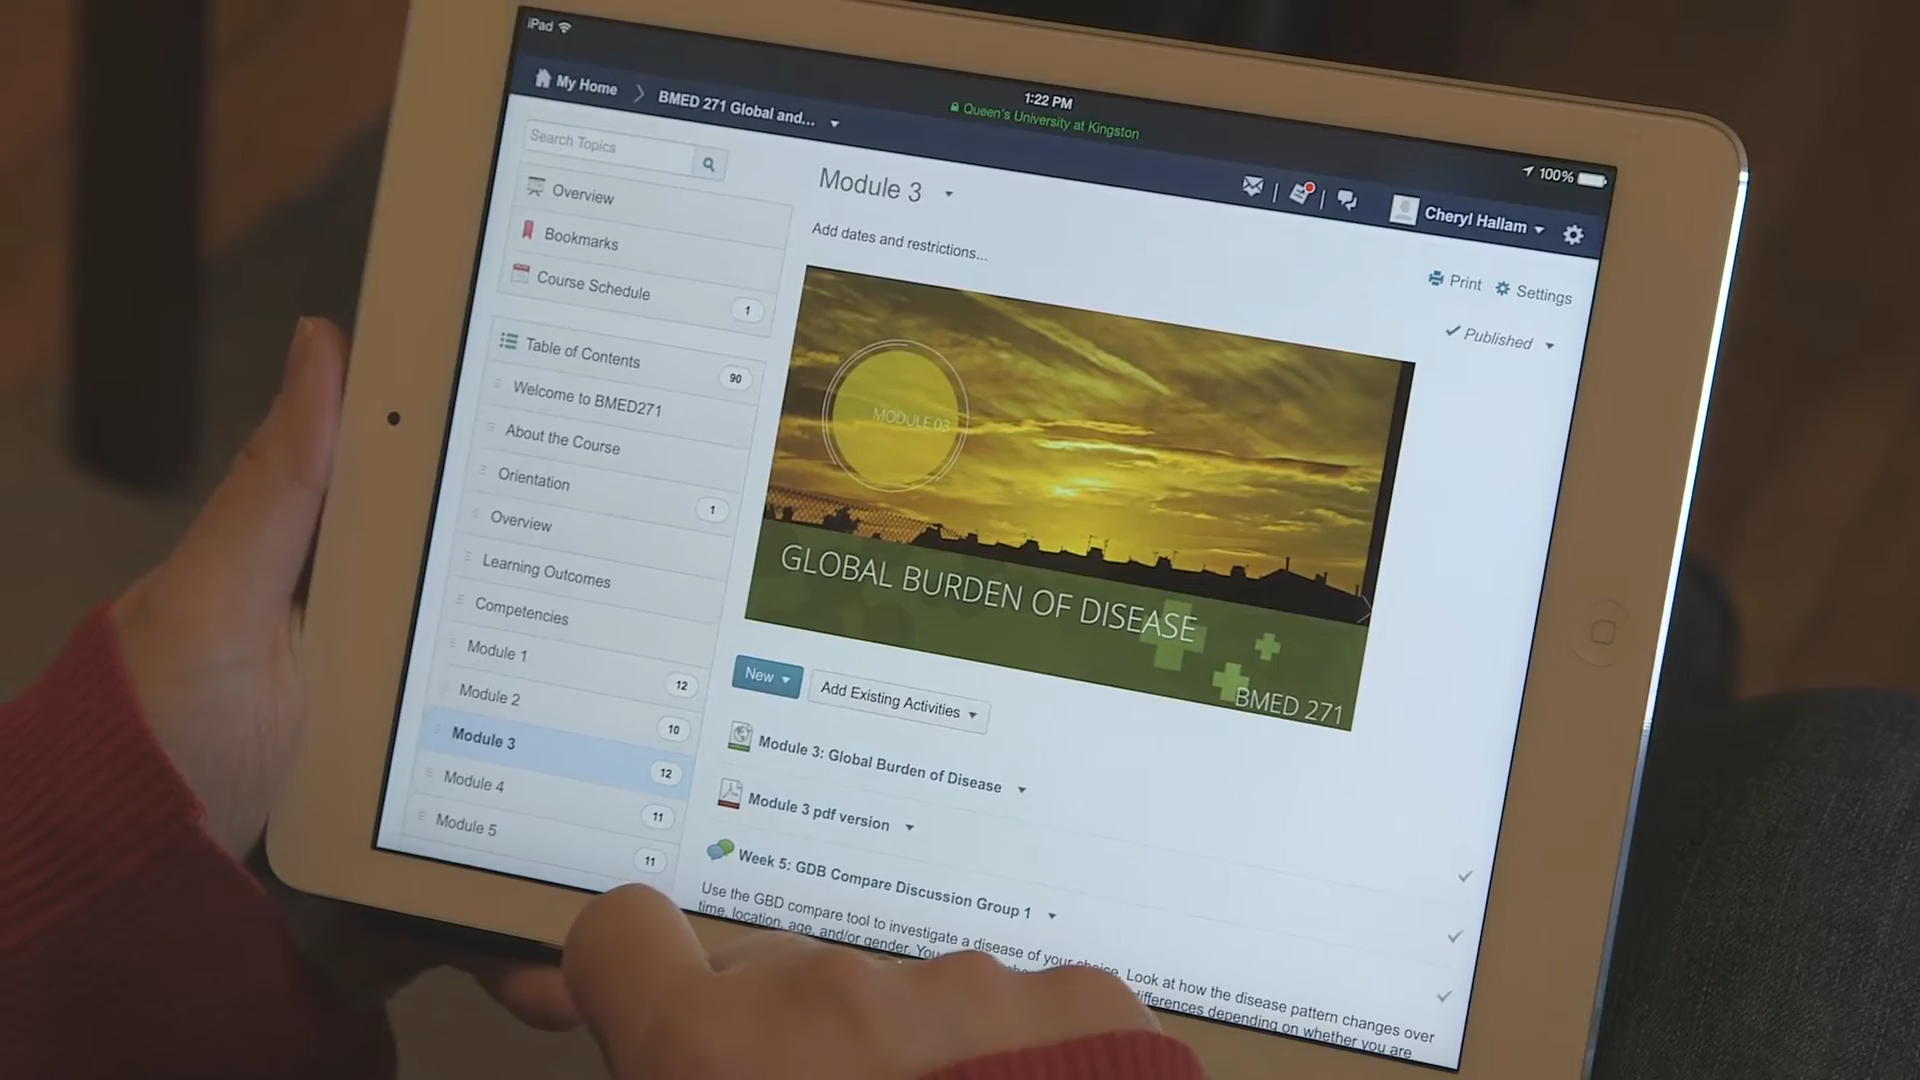 iPad
1:22 PM
100%
My Home
BMED 271 Global and...
Queen's University at Kingston
Cheryl Hallam
Search Topics
Overview
Bookmarks
Course Schedule
1
Table of Contents
90
Welcome to BMED271
About the Course
Orientation
1
Overview
Learning Outcomes
Competencies
Module 1
12
Module 2
10
Module 3
12
Module 4
11
Module 5
11
Module 3
Add dates and restrictions...
Print
Settings
Published
MODULE 03
GLOBAL BURDEN OF DISEASE
BMED 271
New
Add Existing Activities
Module 3: Global Burden of Disease
Module 3 pdf version
Week 5: GDB Compare Discussion Group 1
Use the GBD compare tool to investigate a disease of your choice. Look at how the disease pattern changes over
time, location, age, and/or gender. You differences depending on whether you are